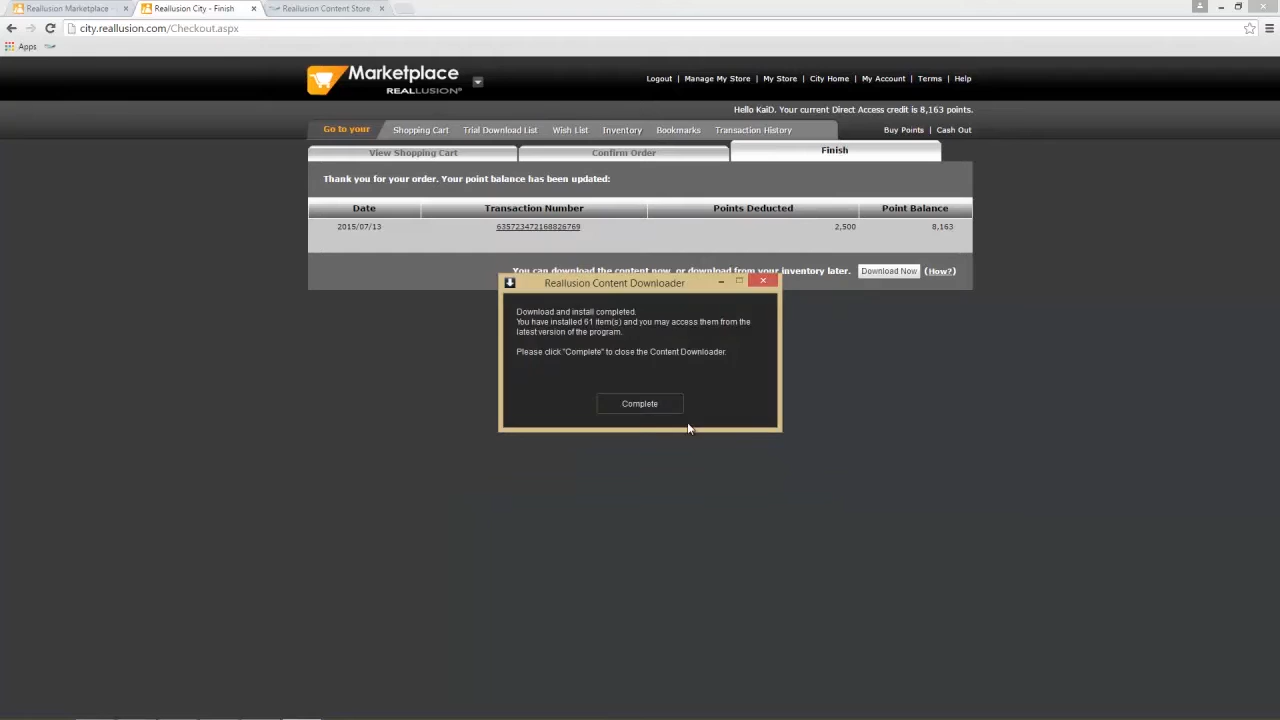 Reallusion Marketplace -
Reallusion City - Finish
Reallusion Content Store
city.reallusion.com/Checkout.aspx
Apps
Marketplace
REALLUSION
Logout | Manage My Store | My Store | City Home | My Account | Terms | Help
Hello KaiD. Your current Direct Access credit is 8,163 points.
Go to your Shopping Cart Trial Download List Wish List Inventory Bookmarks Transaction History Buy Points | Cash Out
View Shopping Cart Confirm Order Finish
Thank you for your order. Your point balance has been updated:
Date Transaction Number Points Deducted Point Balance
2015/07/13 635723472168826769 2,500 8,163
You can download the content now, or download from your inventory later. Download Now (How?)
Reallusion Content Downloader
Download and install completed.
You have installed 61 item(s) and you may access them from the
latest version of the program.
Please click "Complete" to close the Content Downloader.
Complete